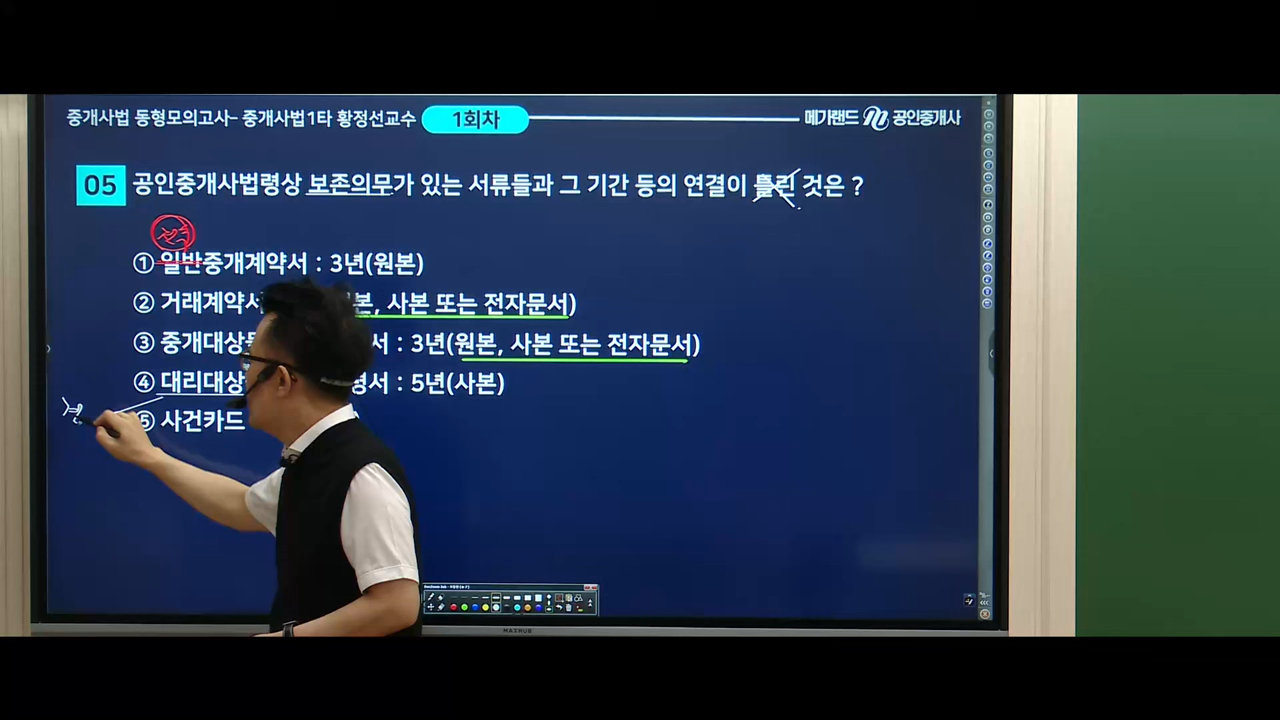 중개사법 동형모의고사- 중개사법1타 황정선교수 1회차 메가랜드 공인중개사
05 공인중개사법령상 보존의무가 있는 서류들과 그 기간 등의 연결이 틀린 것은 ?
전속
① 일반중개계약서 : 3년(원본)
② 거래계약서 본, 사본 또는 전자문서)
③ 중개대상 서 : 3년(원본, 사본 또는 전자문서)
④ 대리대상 서 : 5년(사본)
⑤ 사건카드
MAXHUB